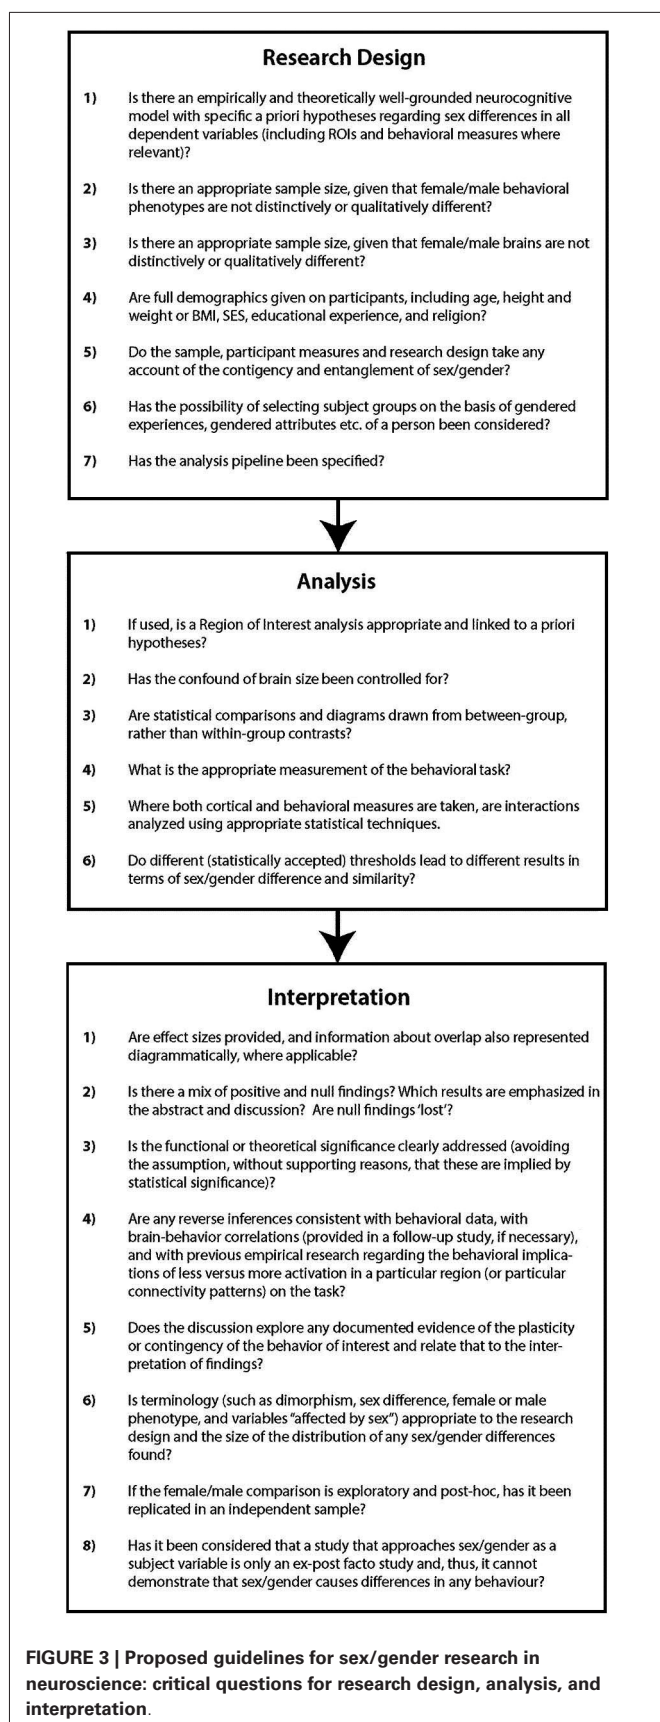 Research Design
1) Is there an empirically and theoretically well-grounded neurocognitive
model with specific a priori hypotheses regarding sex differences in all
dependent variables (including ROIs and behavioral measures where
relevant)?
2) Is there an appropriate sample size, given that female/male behavioral
phenotypes are not distinctively or qualitatively different?
3) Is there an appropriate sample size, given that female/male brains are not
distinctively or qualitatively different?
4) Are full demographics given on participants, including age, height and
weight or BMI, SES, educational experience, and religion?
5) Do the sample, participant measures and research design take any
account of the contigency and entanglement of sex/gender?
6) Has the possibility of selecting subject groups on the basis of gendered
experiences, gendered attributes etc. of a person been considered?
7) Has the analysis pipeline been specified?
Analysis
1) If used, is a Region of Interest analysis appropriate and linked to a priori
hypotheses?
2) Has the confound of brain size been controlled for?
3) Are statistical comparisons and diagrams drawn from between-group,
rather than within-group contrasts?
4) What is the appropriate measurement of the behavioral task?
5) Where both cortical and behavioral measures are taken, are interactions
analyzed using appropriate statistical techniques.
6) Do different (statistically accepted) thresholds lead to different results in
terms of sex/gender difference and similarity?
Interpretation
1) Are effect sizes provided, and information about overlap also represented
diagrammatically, where applicable?
2) Is there a mix of positive and null findings? Which results are emphasized in
the abstract and discussion? Are null findings 'lost'?
3) Is the functional or theoretical significance clearly addressed (avoiding
the assumption, without supporting reasons, that these are implied by
statistical significance)?
4) Are any reverse inferences consistent with behavioral data, with
brain-behavior correlations (provided in a follow-up study, if necessary),
and with previous empirical research regarding the behavioral implica-
tions of less versus more activation in a particular region (or particular
connectivity patterns) on the task?
5) Does the discussion explore any documented evidence of the plasticity
or contingency of the behavior of interest and relate that to the inter-
pretation of findings?
6) Is terminology (such as dimorphism, sex difference, female or male
phenotype, and variables "affected by sex") appropriate to the research
design and the size of the distribution of any sex/gender differences
found?
7) If the female/male comparison is exploratory and post-hoc, has it been
replicated in an independent sample?
8) Has it been considered that a study that approaches sex/gender as a
subject variable is only an ex-post facto study and, thus, it cannot
demonstrate that sex/gender causes differences in any behaviour?
FIGURE 3 | Proposed guidelines for sex/gender research in
neuroscience: critical questions for research design, analysis, and
interpretation.